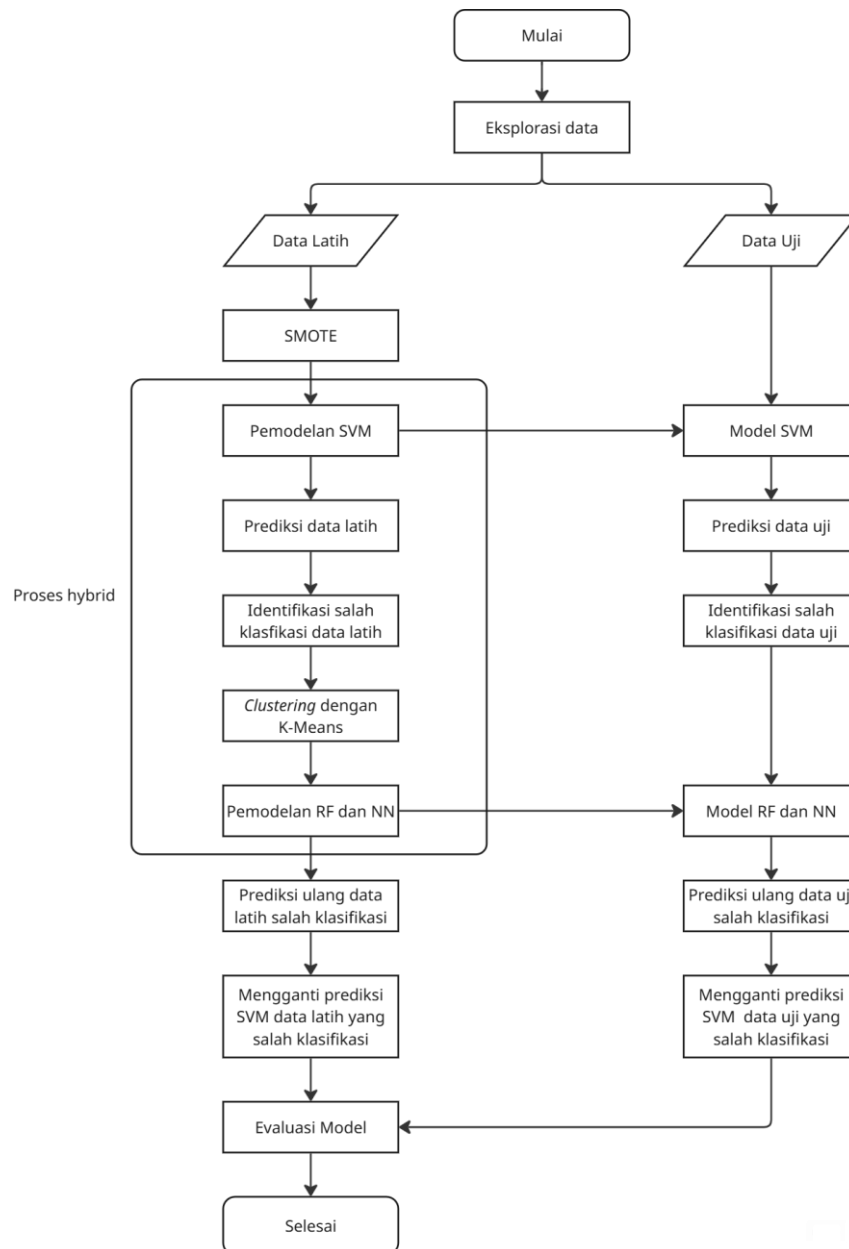 Mulai
Eksplorasi data
Data Latih
Data Uji
SMOTE
Pemodelan SVM
Model SVM
Prediksi data latih
Prediksi data uji
Proses hybrid
Identifikasi salah
klasfikasi data latih
Identifikasi salah
klasifikasi data uji
Clustering dengan
K-Means
Pemodelan RF dan NN
Model RF dan NN
Prediksi ulang data
latih salah klasifikasi
Prediksi ulang data uj
salah klasifikasi
Mengganti prediksi
SVM data latih yang
salah klasifikasi
Mengganti prediksi
SVM data uji yang
salah klasifikasi
Evaluasi Model
Selesai